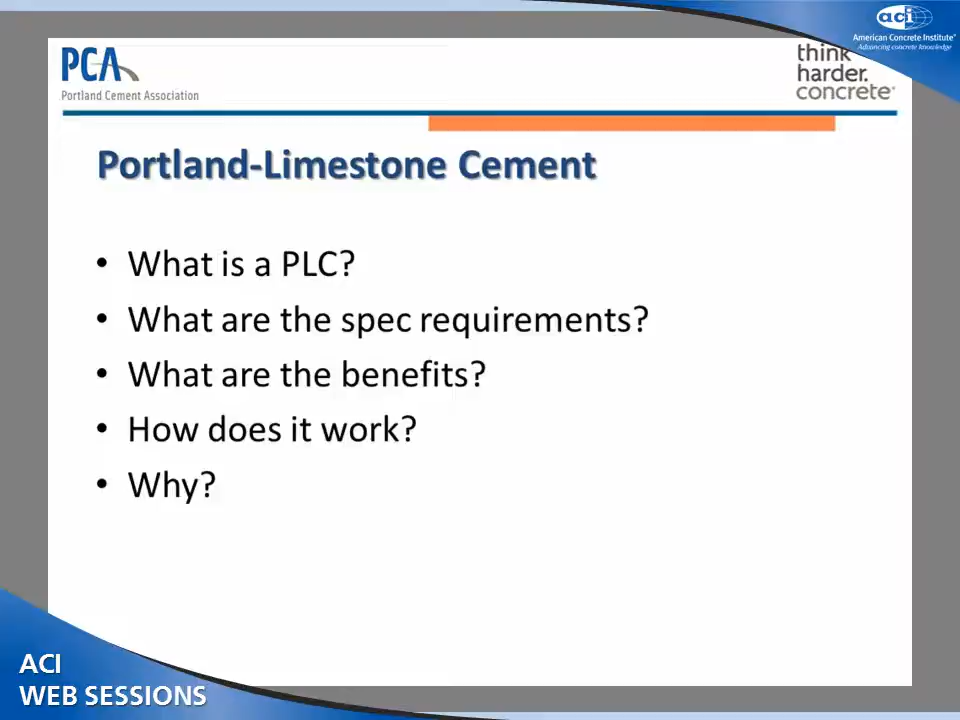 aci
American Concrete Institute®
Advancing concrete knowledge
PCA
Portland Cement Association
think
harder.
concrete®
Portland-Limestone Cement
• What is a PLC?
• What are the spec requirements?
• What are the benefits?
• How does it work?
• Why?
ACI
WEB SESSIONS